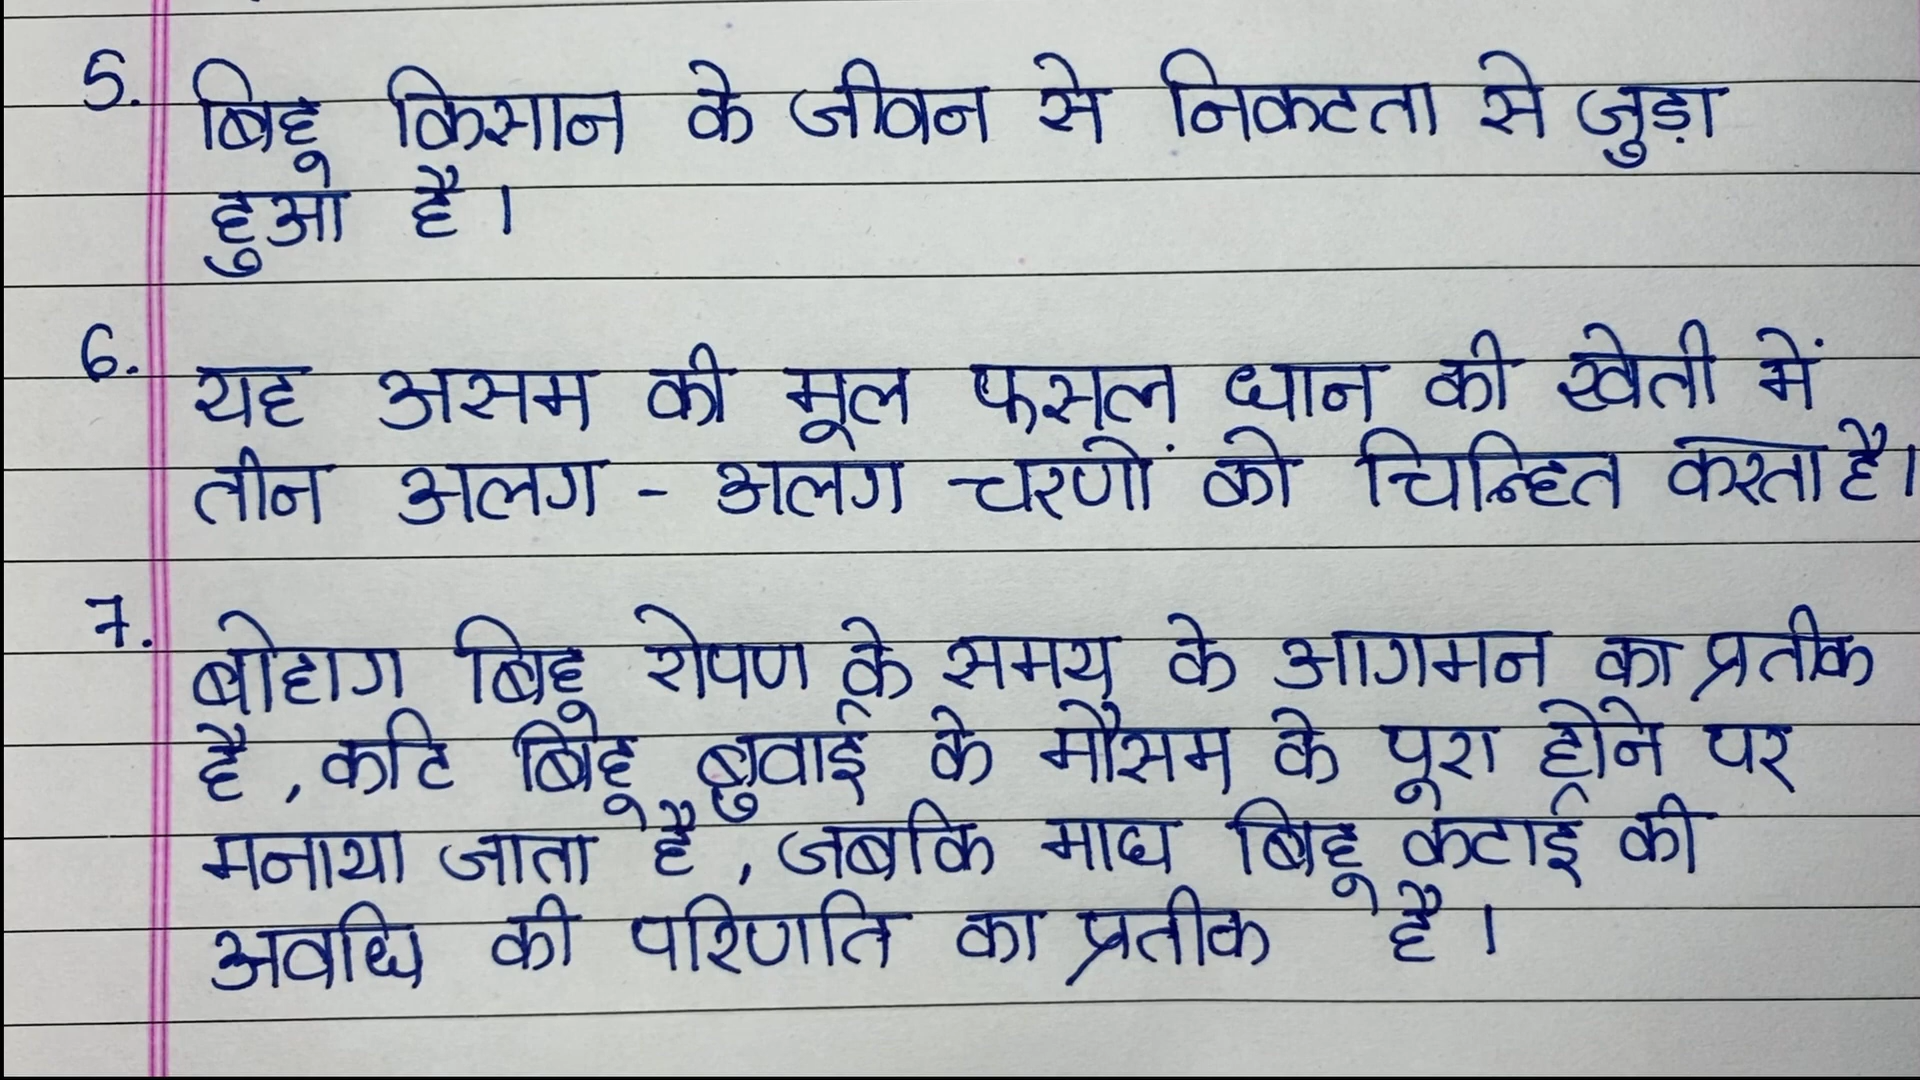 5. बिहू किसान के जीवन से निकटता से जुड़ा
हुआ है।
6. यह असम की मूल फसल धान की खेती में
तीन अलग - अलग चरणों को चिन्हित करता है।
7. बोहाग बिहू रोपण के समय के आगमन का प्रतीक
है, कटि बिहू बुवाई के मौसम के पूरा होने पर
मनाया जाता है, जबकि माघ बिहू कटाई की
अवधि की परिणति का प्रतीक है।